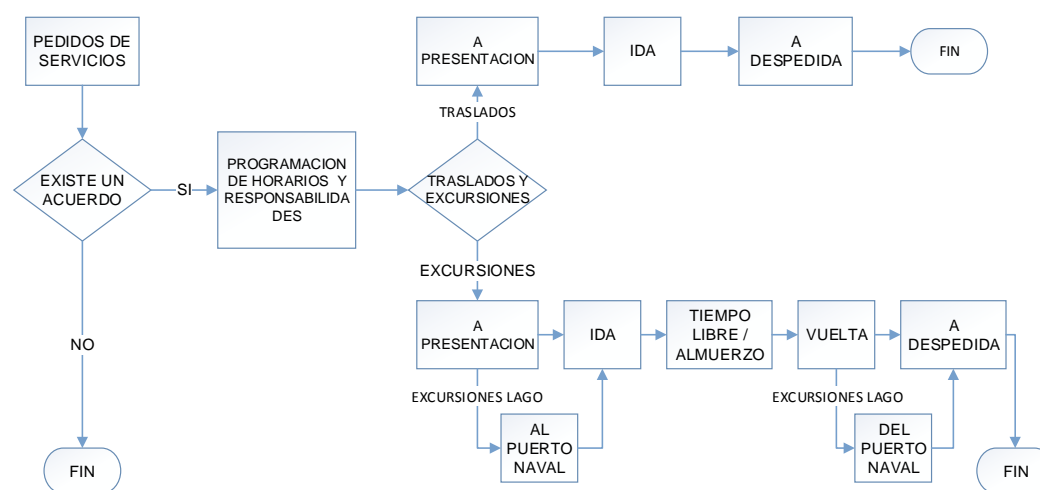 PEDIDOS DE
SERVICIOS
EXISTE UN
ACUERDO
SI
PROGRAMACION
DE HORARIOS Y
RESPONSABILIDA
DES
TRASLADOS Y
EXCURSIONES
TRASLADOS
A
PRESENTACION
IDA
A
DESPEDIDA
FIN
EXCURSIONES
A
PRESENTACION
IDA
TIEMPO
LIBRE /
ALMUERZO
VUELTA
A
DESPEDIDA
EXCURSIONES LAGO
AL
PUERTO
NAVAL
EXCURSIONES LAGO
DEL
PUERTO
NAVAL
FIN
NO
FIN